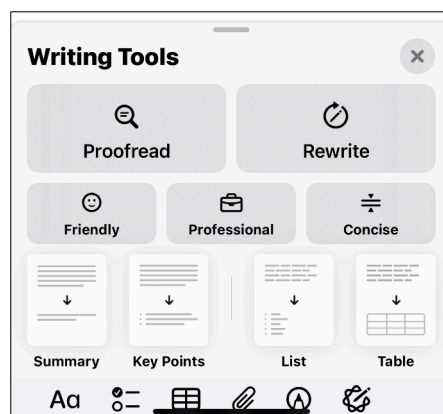 Writing Tools
Proofread Rewrite
Friendly Professional Concise
Summary Key Points List Table
Aa